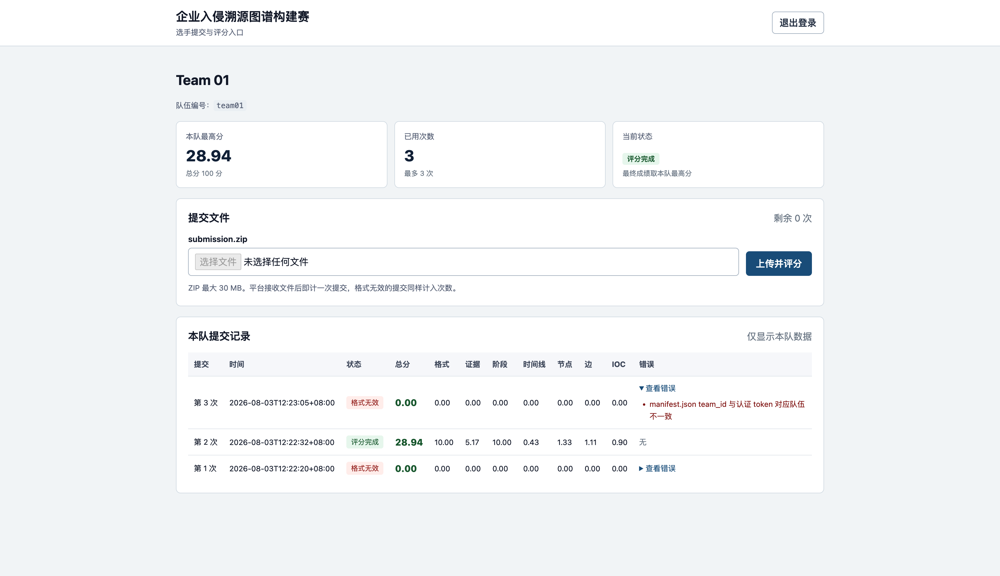 企业入侵溯源图谱构建赛
选手提交与评分入口
退出登录
Team 01
队伍编号： team01
本队最高分
28.94
总分 100 分
已用次数
3
最多 3 次
当前状态
评分完成
最终成绩取本队最高分
提交文件
剩余 0 次
submission.zip
选择文件 未选择任何文件
上传并评分
ZIP 最大 30 MB。平台接收文件后即计一次提交，格式无效的提交同样计入次数。
本队提交记录
仅显示本队数据
提交 时间 状态 总分 格式 证据 阶段 时间线 节点 边 IOC 错误
第 3 次 2026-08-03T12:23:05+08:00 格式无效 0.00 0.00 0.00 0.00 0.00 0.00 0.00 0.00 ▼查看错误
• manifest.json team_id 与认证 token 对应队伍
不一致
第 2 次 2026-08-03T12:22:32+08:00 评分完成 28.94 10.00 5.17 10.00 0.43 1.33 1.11 0.90 无
第 1 次 2026-08-03T12:22:20+08:00 格式无效 0.00 0.00 0.00 0.00 0.00 0.00 0.00 0.00 ▶查看错误